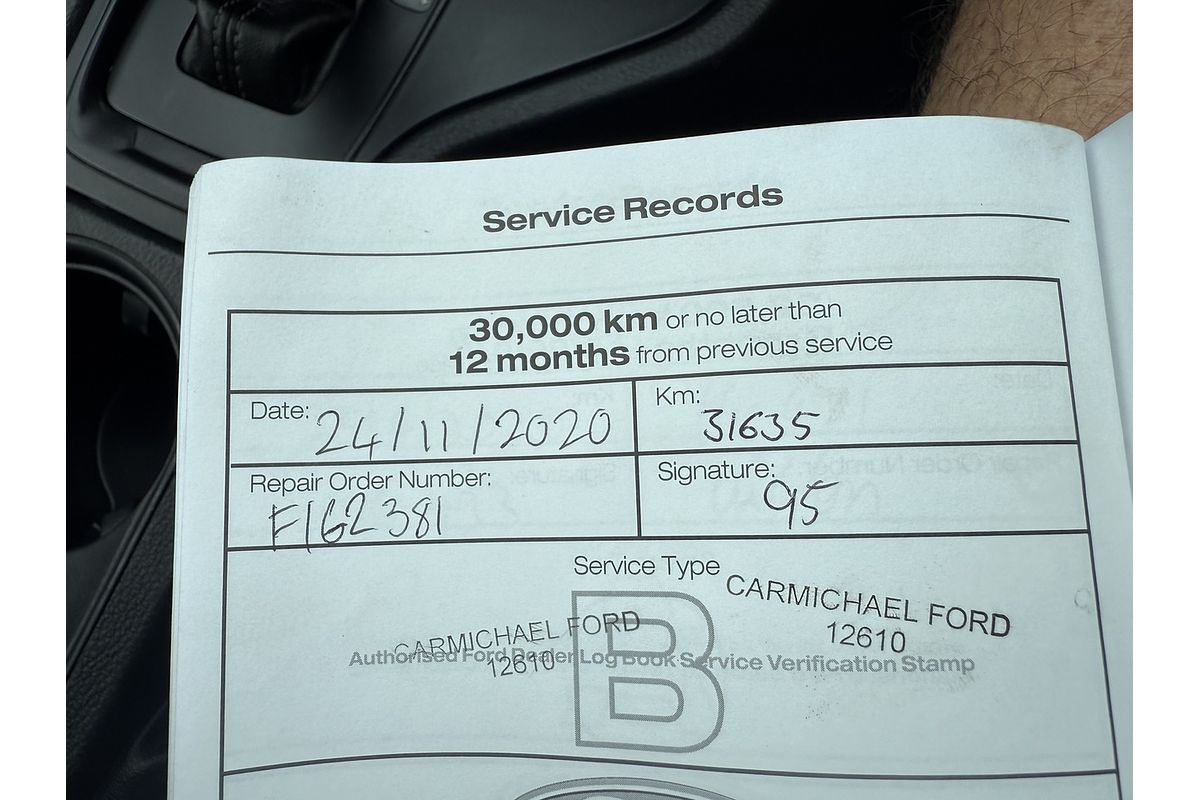 Service Records
30,000 km or no later than
12 months from previous service
Date: 24/11/2020
Km: 31635
Repair Order Number: F162381
Signature: 95
Service Type
B
CARMICHAEL FORD
12610
CARMICHAEL FORD
12610
Authorised Ford Dealer Log Book Service Verification Stamp